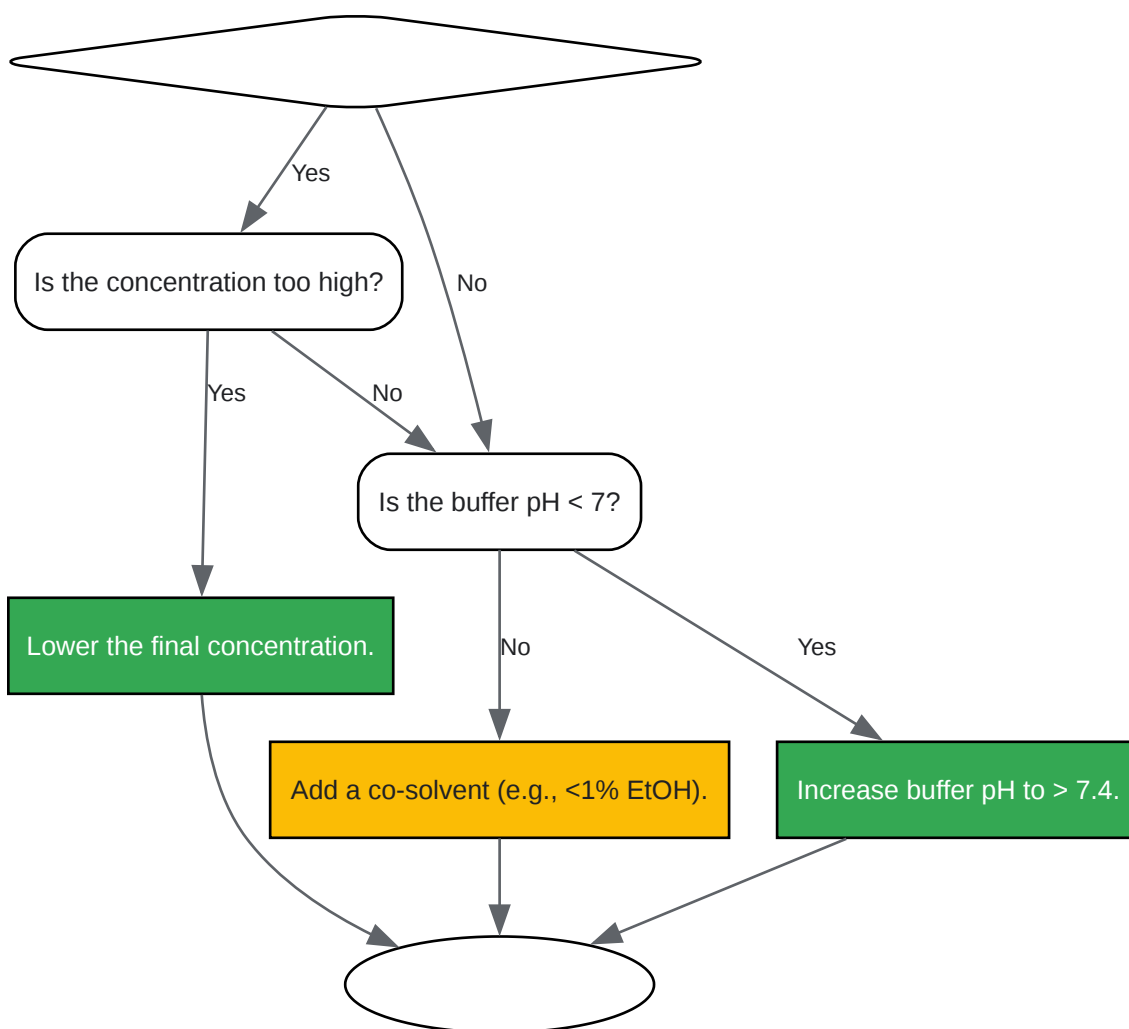 Yes
Is the concentration too high?
No
Yes
No
Is the buffer pH < 7?
Lower the final concentration.
No
Yes
Add a co-solvent (e.g., <1% EtOH).
Increase buffer pH to > 7.4.